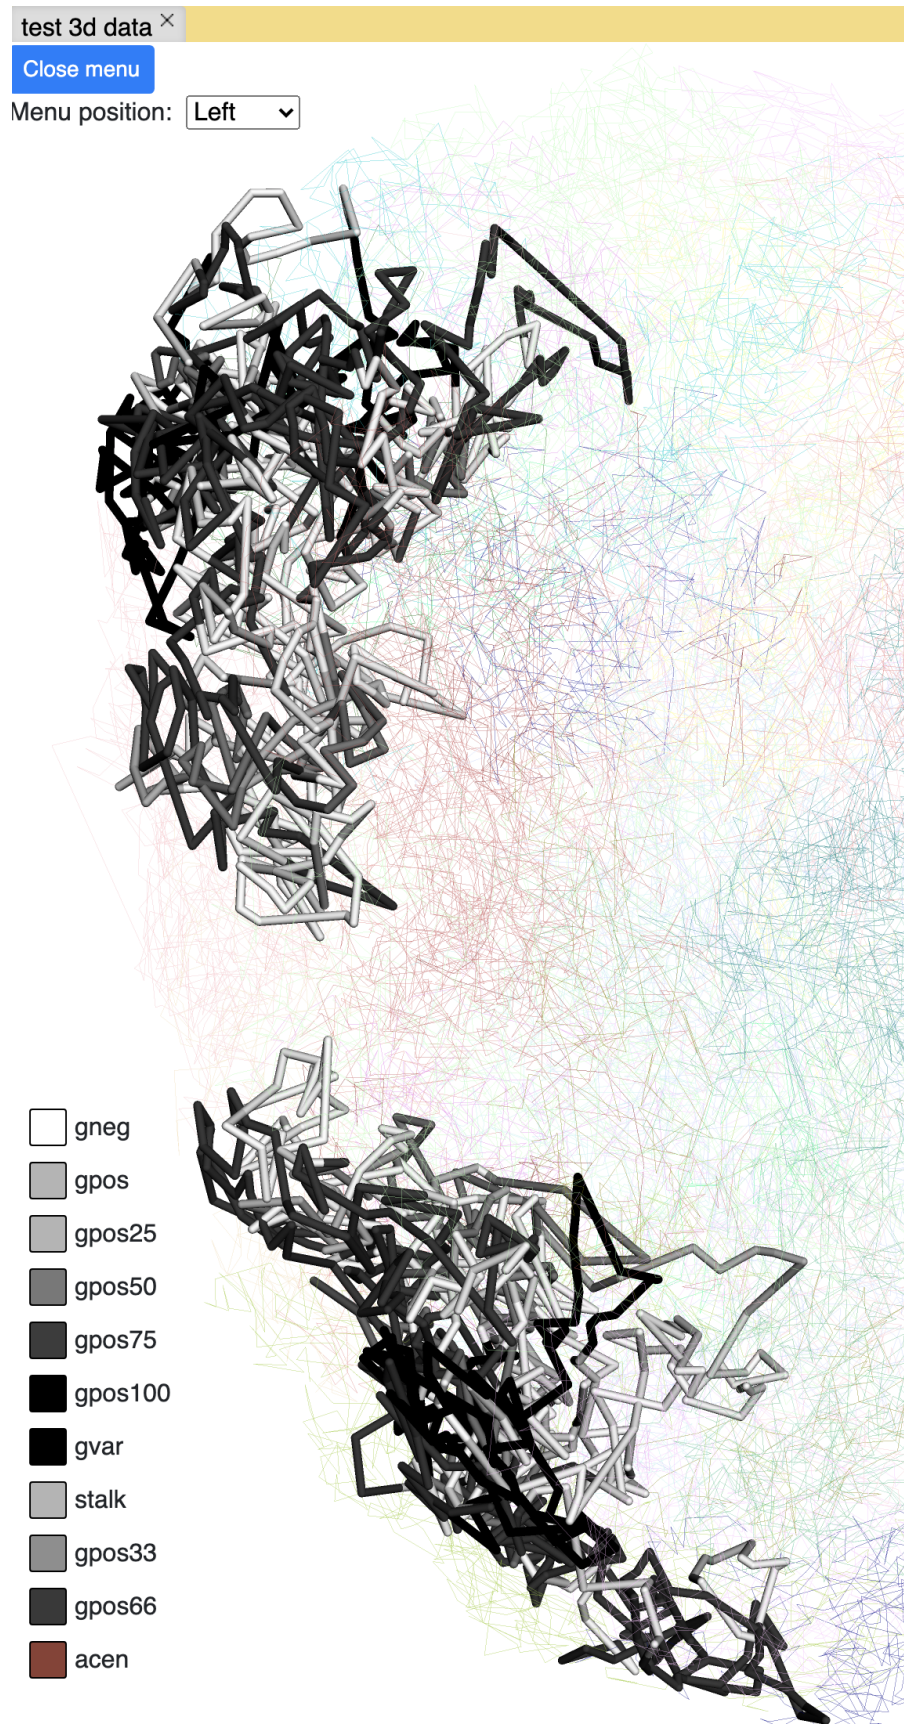 test 3d data ×
Close menu
Menu position: Left
gneg
gpos
gpos25
gpos50
gpos75
gpos100
gvar
stalk
gpos33
gpos66
acen